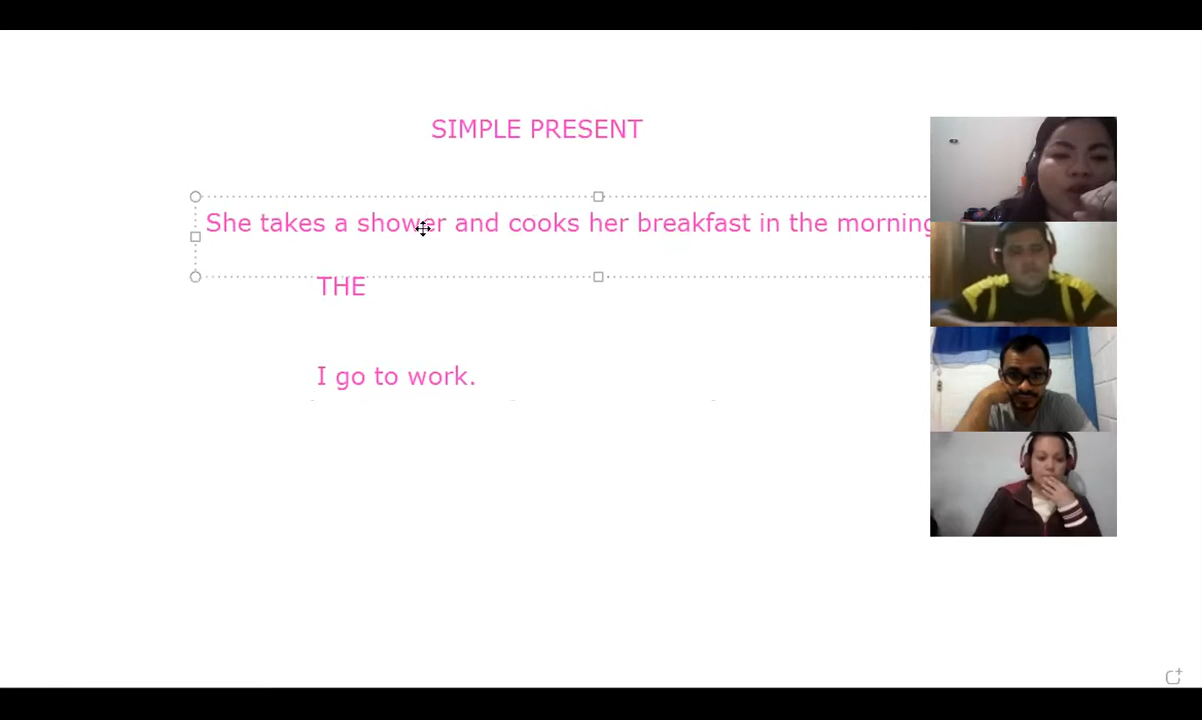 SIMPLE PRESENT
She takes a shower and cooks her breakfast in the morning
THE
I go to work.